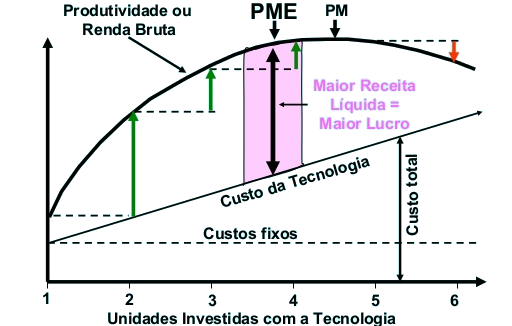 Produtividade ou
Renda Bruta
PME
PM
Maior Receita
Líquida =
Maior Lucro
Custo da Tecnologia
Custo total
Custos fixos
1 2 3 4 5 6
Unidades Investidas com a Tecnologia